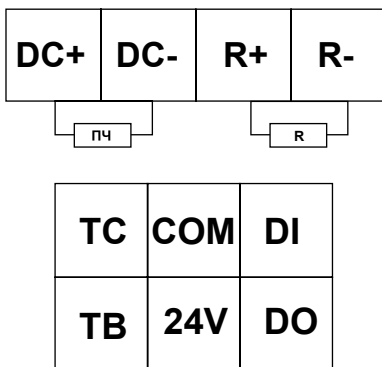 DC+ DC- R+ R-
ПЧ R
TC COM DI
TB 24V DO